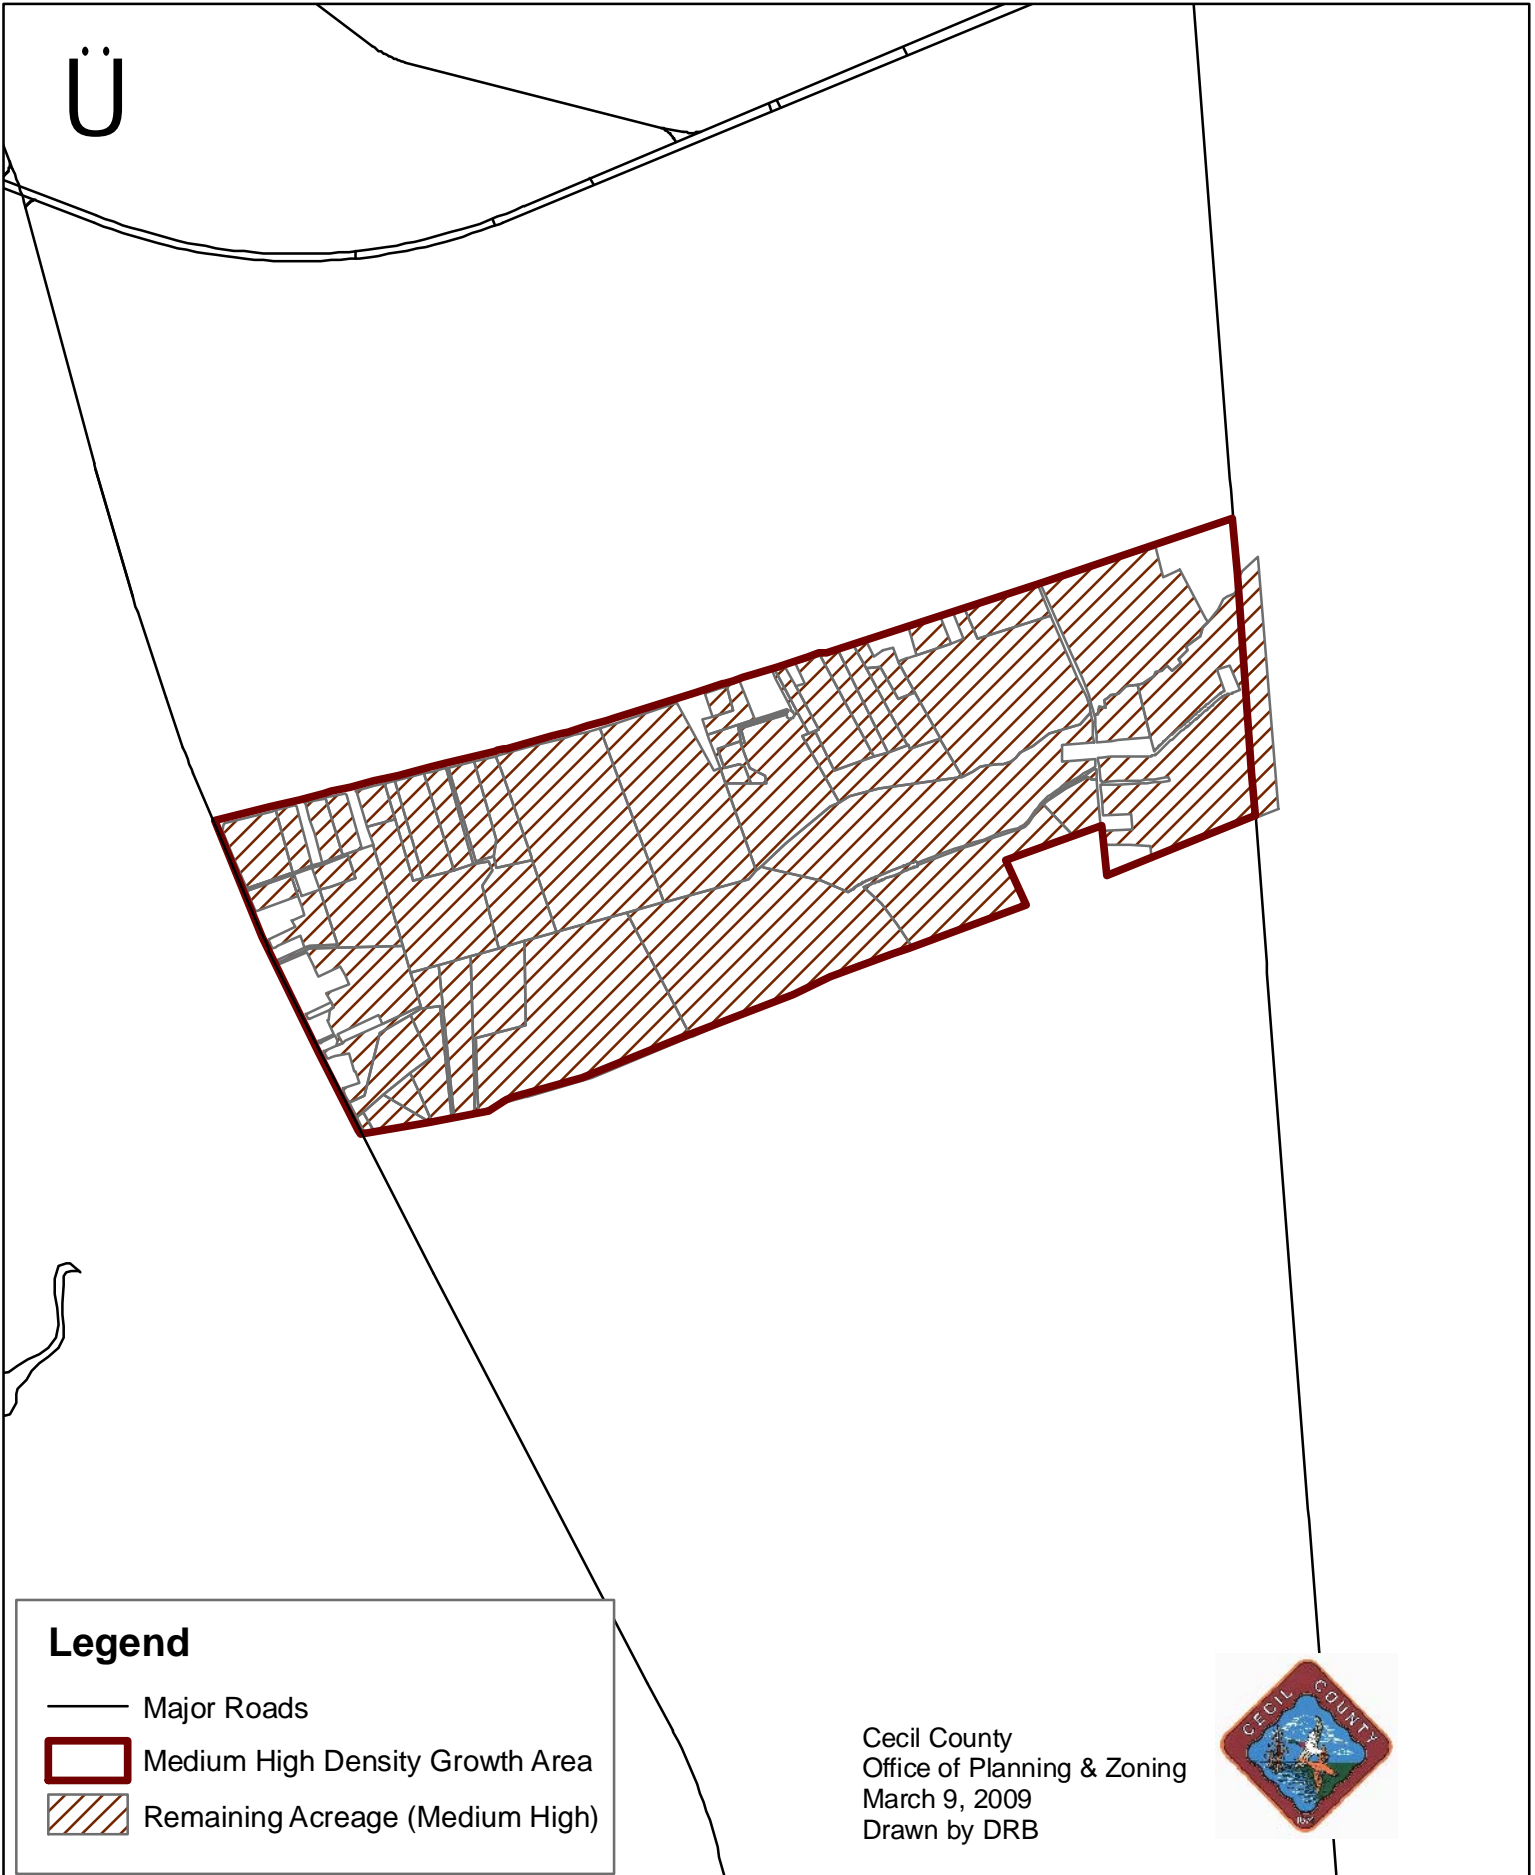 Ü
Legend
Major Roads
Medium High Density Growth Area
Remaining Acreage (Medium High)
Cecil County
Office of Planning & Zoning
March 9, 2009
Drawn by DRB
CECIL COUNTY